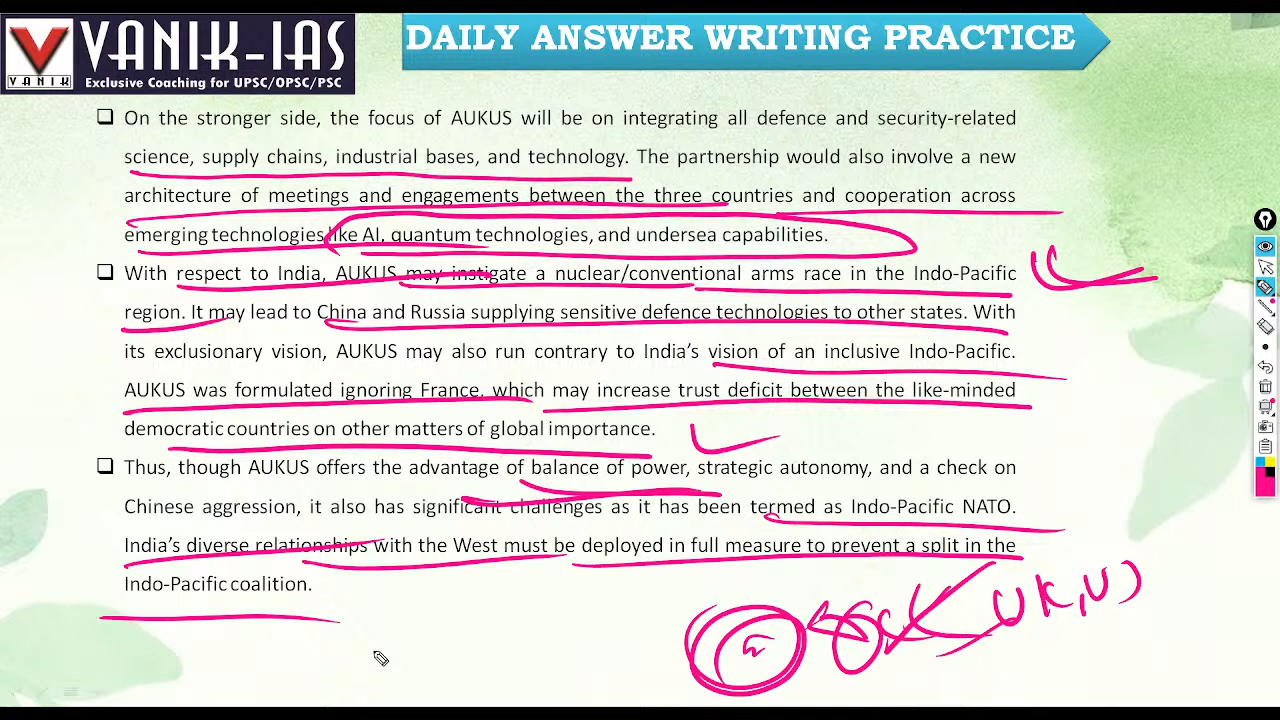 VANIK-IAS
VANIK
Exclusive Coaching for UPSC/OPSC/PSC
DAILY ANSWER WRITING PRACTICE
On the stronger side, the focus of AUKUS will be on integrating all defence and security-related
science, supply chains, industrial bases, and technology. The partnership would also involve a new
architecture of meetings and engagements between the three countries and cooperation across
emerging technologies like AI, quantum technologies, and undersea capabilities.
With respect to India, AUKUS may instigate a nuclear/conventional arms race in the Indo-Pacific
region. It may lead to China and Russia supplying sensitive defence technologies to other states. With
its exclusionary vision, AUKUS may also run contrary to India’s vision of an inclusive Indo-Pacific.
AUKUS was formulated ignoring France, which may increase trust deficit between the like-minded
democratic countries on other matters of global importance.
Thus, though AUKUS offers the advantage of balance of power, strategic autonomy, and a check on
Chinese aggression, it also has significant challenges as it has been termed as Indo-Pacific NATO.
India’s diverse relationships with the West must be deployed in full measure to prevent a split in the
Indo-Pacific coalition.
UK, US